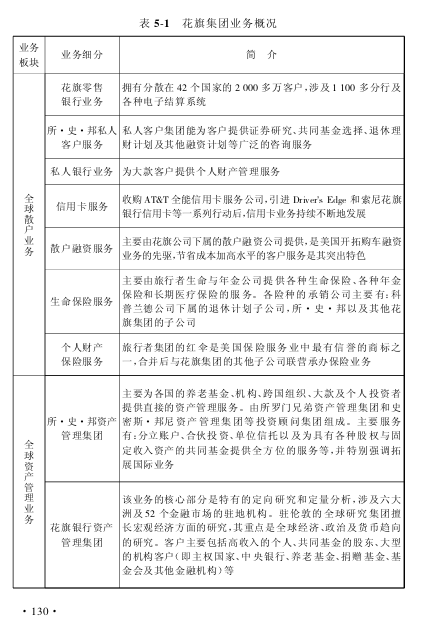 表 5-1 花旗集团业务概况
业务
板块
业务细分
简 介
全球散户业务
花旗零售
银行业务
拥有分散在 42 个国家的 2 000 多万客户,涉及 1 100 多分行及
各种电子结算系统
所·史·邦私人
客户服务
私人客户集团能为客户提供证券研究、共同基金选择、退休理
财计划及其他融资计划等广泛的咨询服务
私人银行业务
为大款客户提供个人财产管理服务
信用卡服务
收购 AT&T 全能信用卡服务公司,引进 Driver's Edge 和索尼花旗
银行信用卡等一系列行动后,信用卡业务持续不断地发展
散户融资服务
主要由花旗公司下属的散户融资公司提供,是美国开拓购车融资
业务的先驱,节省成本加高水平的客户服务是其突出特色
生命保险服务
主要由旅行者生命与年金公司提供各种生命保险、各种年金
保险和长期医疗保险的服务。各险种的承销公司主要有:科
普兰德公司下属的退休计划子公司,所·史·邦以及其他花
旗集团的子公司
个人财产
保险服务
旅行者集团的红伞是美国保险服务业中最有信誉的商标之
一,合并后与花旗集团的其他子公司联营承办保险业务
全球资产管理业务
所·史·邦资产
管理集团
主要为各国的养老基金、机构、跨国组织、大款及个人投资者
提供直接的资产管理服务。由所罗门兄弟资产管理集团和史
密斯·邦尼资产管理集团等投资顾问集团组成。主要服务
有:分立账户、合伙投资、单位信托以及为具有各种股权与固
定收入资产的共同基金提供全方位的服务等,并特别强调拓
展国际业务
花旗银行资产
管理集团
该业务的核心部分是特有的定向研究和定量分析,涉及六大
洲及 52 个金融市场的驻地机构。驻伦敦的全球研究集团擅
长宏观经济方面的研究,其重点是全球经济、政治及货币趋向
的研究。客户主要包括高收入的个人、共同基金的股东、大型
的机构客户(即主权国家、中央银行、养老基金、捐赠基金、基
金会及其他金融机构)等
·130·